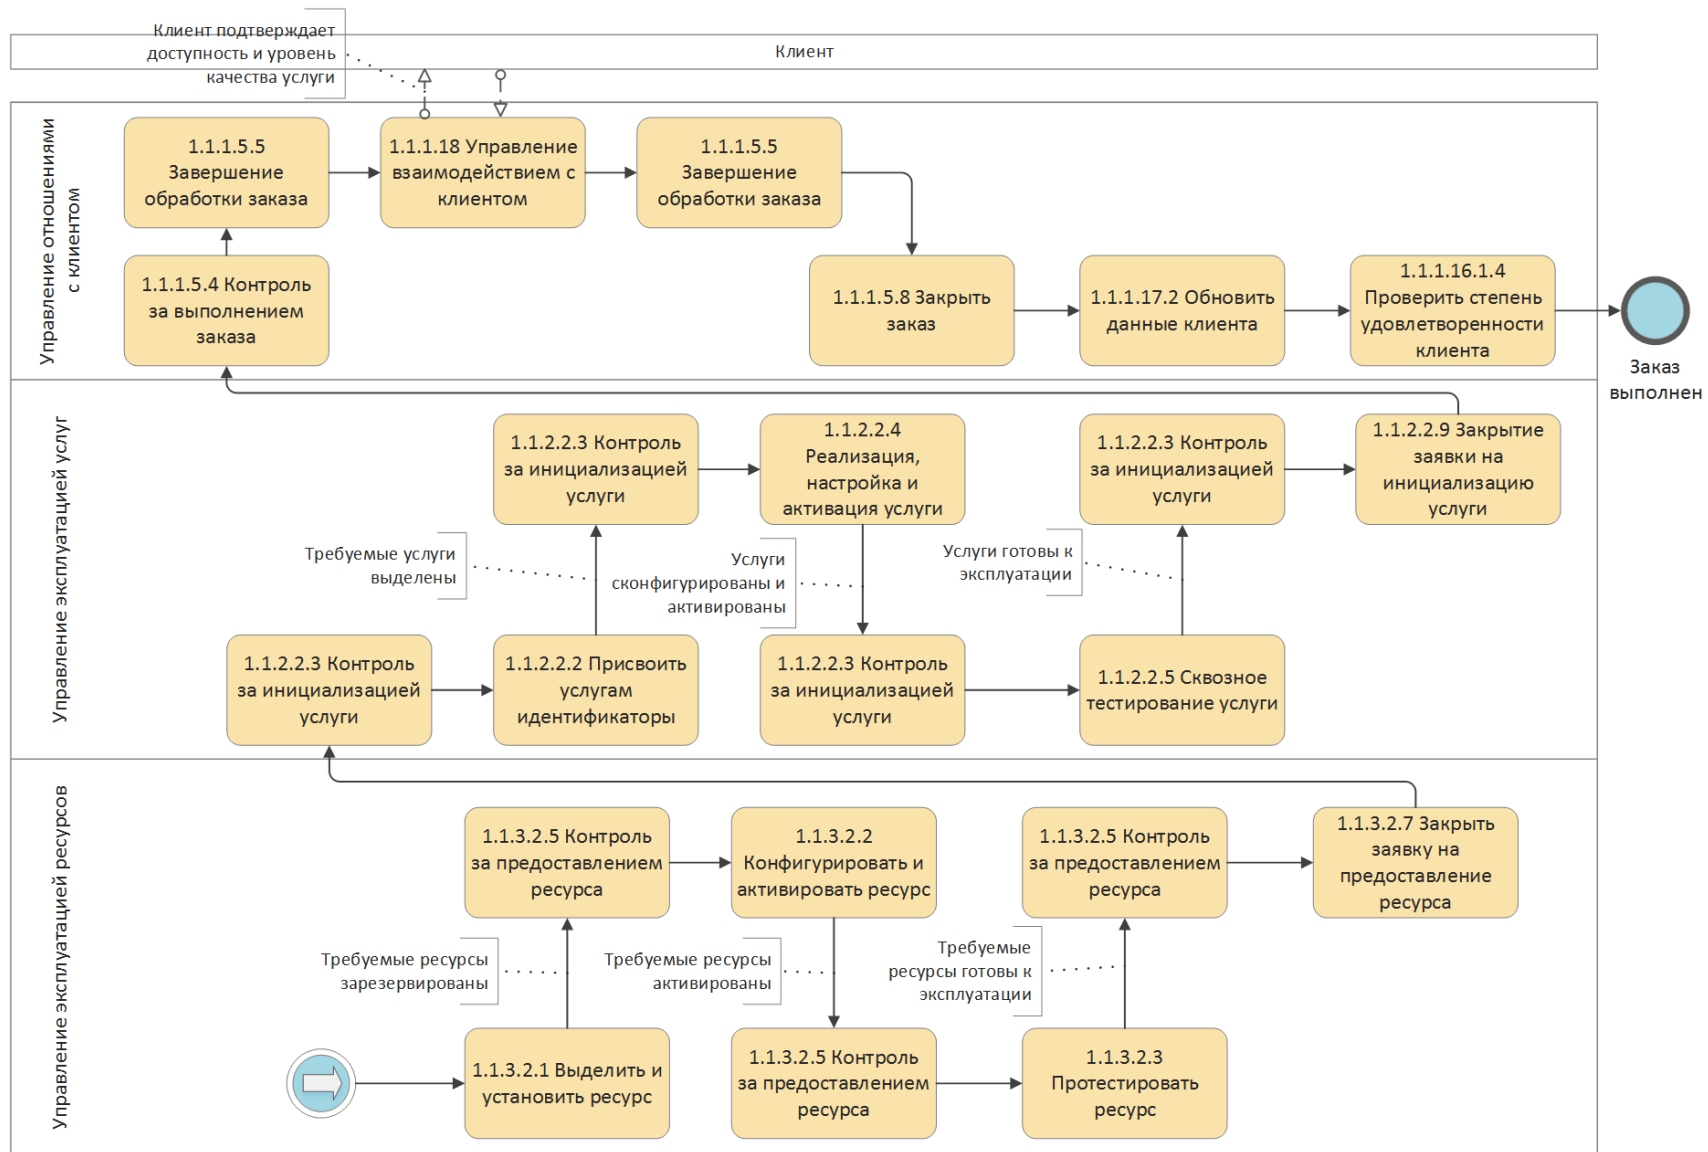 Клиент подтверждает
доступность и уровень
качества услуги
Клиент
Управление отношениями
с клиентом
1.1.1.5.5
Завершение
обработки заказа
1.1.1.18 Управление
взаимодействием с
клиентом
1.1.1.5.5
Завершение
обработки заказа
1.1.1.5.4 Контроль
за выполнением
заказа
1.1.1.5.8 Закрыть
заказ
1.1.1.17.2 Обновить
данные клиента
1.1.1.16.1.4
Проверить степень
удовлетворенности
клиента
Заказ
выполнен
Управление эксплуатацией услуг
1.1.2.2.3 Контроль
за инициализацией
услуги
1.1.2.2.4
Реализация,
настройка и
активация услуги
1.1.2.2.3 Контроль
за инициализацией
услуги
1.1.2.2.9 Закрытие
заявки на
инициализацию
услуги
Требуемые услуги
выделены
Услуги
сконфигурированы и
активированы
Услуги готовы к
эксплуатации
1.1.2.2.3 Контроль
за инициализацией
услуги
1.1.2.2.2 Присвоить
услугам
идентификаторы
1.1.2.2.3 Контроль
за инициализацией
услуги
1.1.2.2.5 Сквозное
тестирование услуги
Управление эксплуатацией ресурсов
1.1.3.2.5 Контроль
за предоставлением
ресурса
1.1.3.2.2
Конфигурировать и
активировать ресурс
1.1.3.2.5 Контроль
за предоставлением
ресурса
1.1.3.2.7 Закрыть
заявку на
предоставление
ресурса
Требуемые ресурсы
зарезервированы
Требуемые ресурсы
активированы
Требуемые
ресурсы готовы к
эксплуатации
1.1.3.2.1 Выделить и
установить ресурс
1.1.3.2.5 Контроль
за предоставлением
ресурса
1.1.3.2.3
Протестировать
ресурс